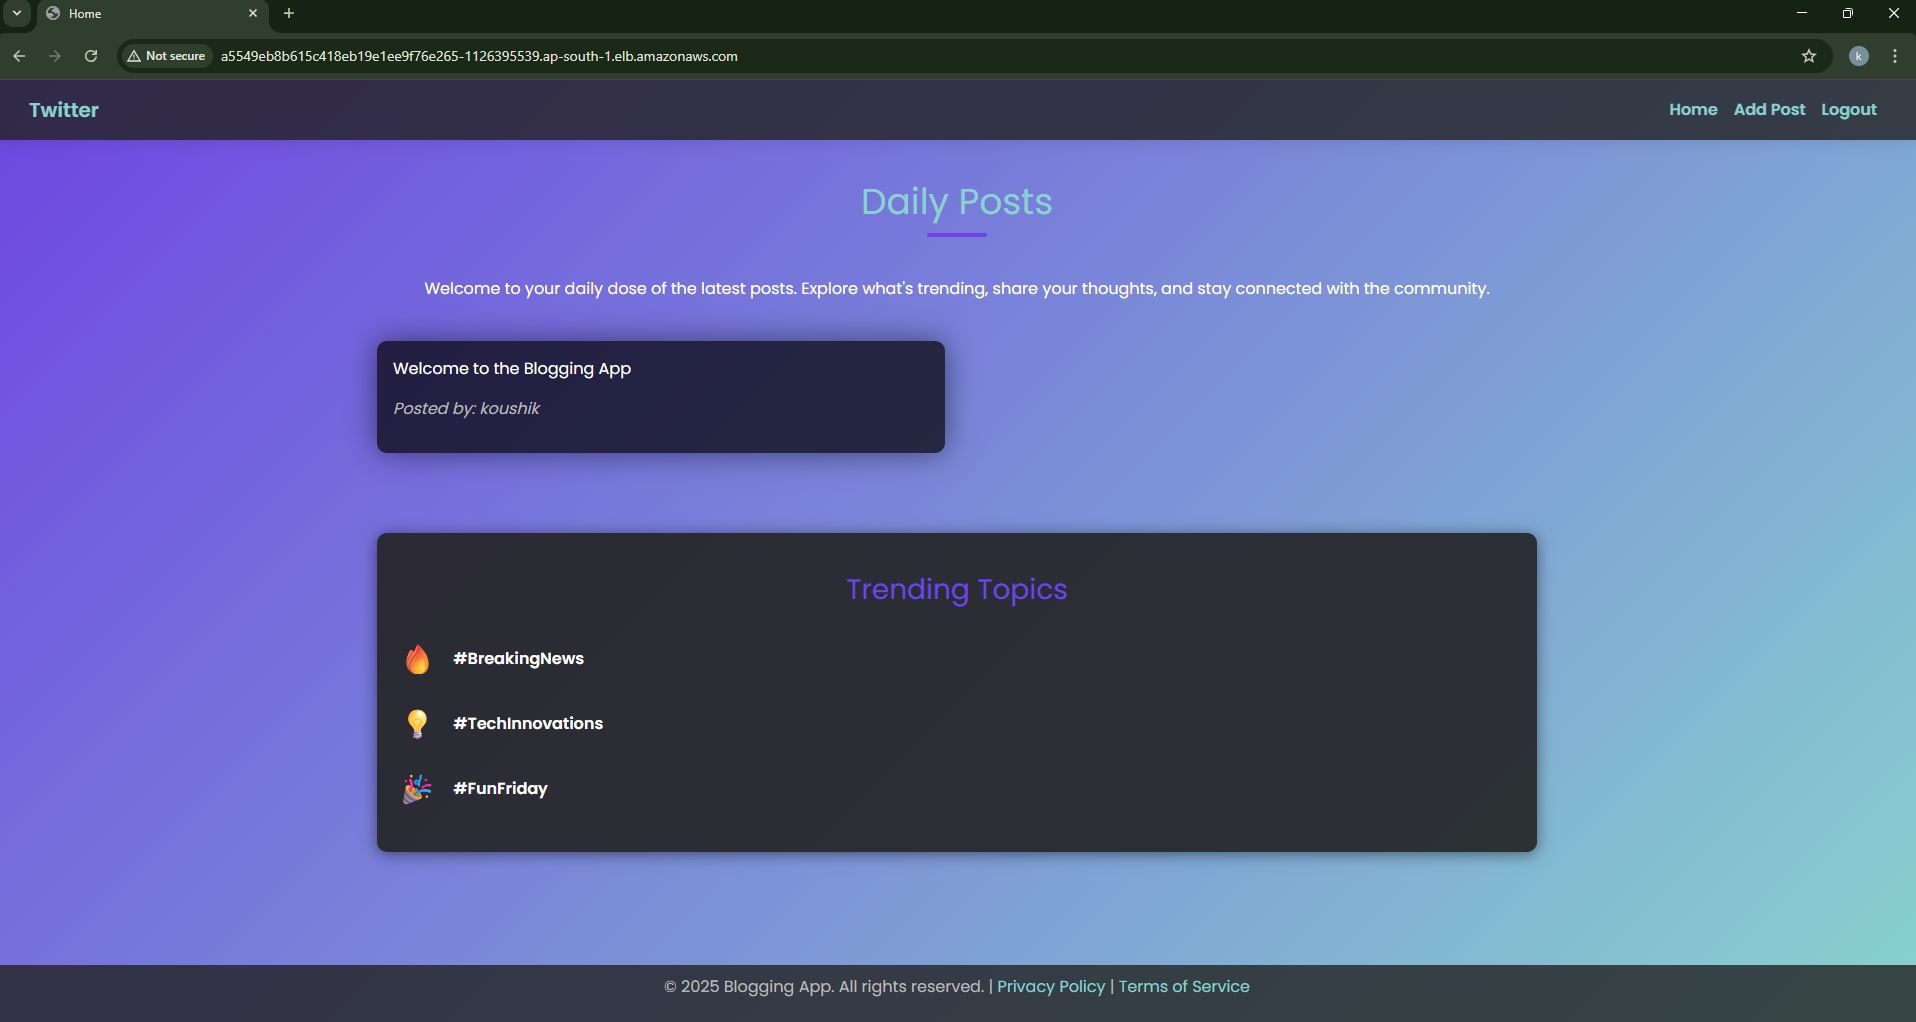 Home
Not secure
a5549eb8b615c418eb19e1ee9f76e265-1126395539.ap-south-1.elb.amazonaws.com
k
Twitter
Home Add Post Logout
Daily Posts
Welcome to your daily dose of the latest posts. Explore what's trending, share your thoughts, and stay connected with the community.
Welcome to the Blogging App
Posted by: koushik
Trending Topics
#BreakingNews
#TechInnovations
#FunFriday
© 2025 Blogging App. All rights reserved. | Privacy Policy | Terms of Service